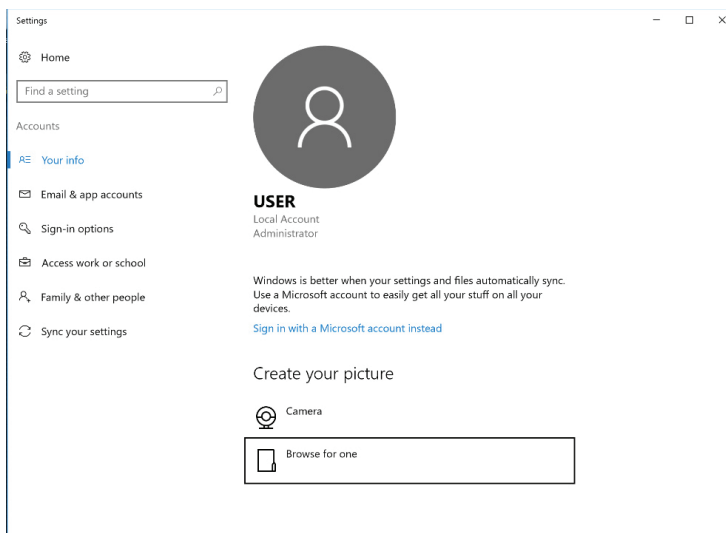 Settings
Home
Find a setting
Accounts
Your info
Email & app accounts
Sign-in options
Access work or school
Family & other people
Sync your settings
USER
Local Account
Administrator
Windows is better when your settings and files automatically sync.
Use a Microsoft account to easily get all your stuff on all your
devices.
Sign in with a Microsoft account instead
Create your picture
Camera
Browse for one